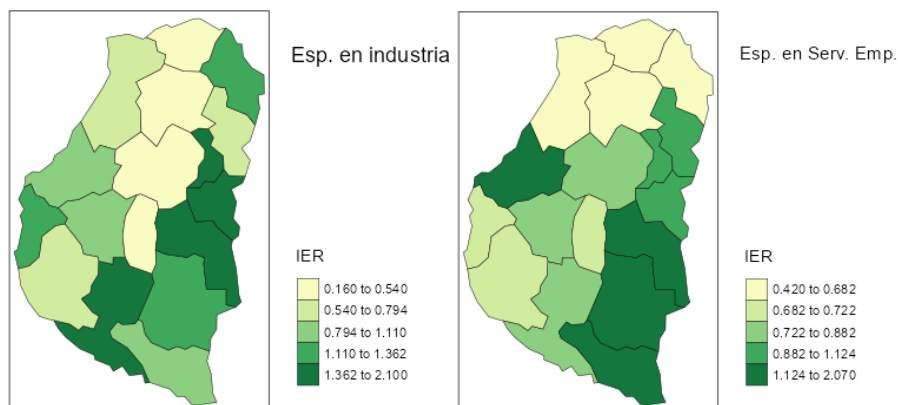 Esp. en industria
IER
0.160 to 0.540
0.540 to 0.794
0.794 to 1.110
1.110 to 1.362
1.362 to 2.100
Esp. en Serv. Emp.
IER
0.420 to 0.682
0.682 to 0.722
0.722 to 0.882
0.882 to 1.124
1.124 to 2.070